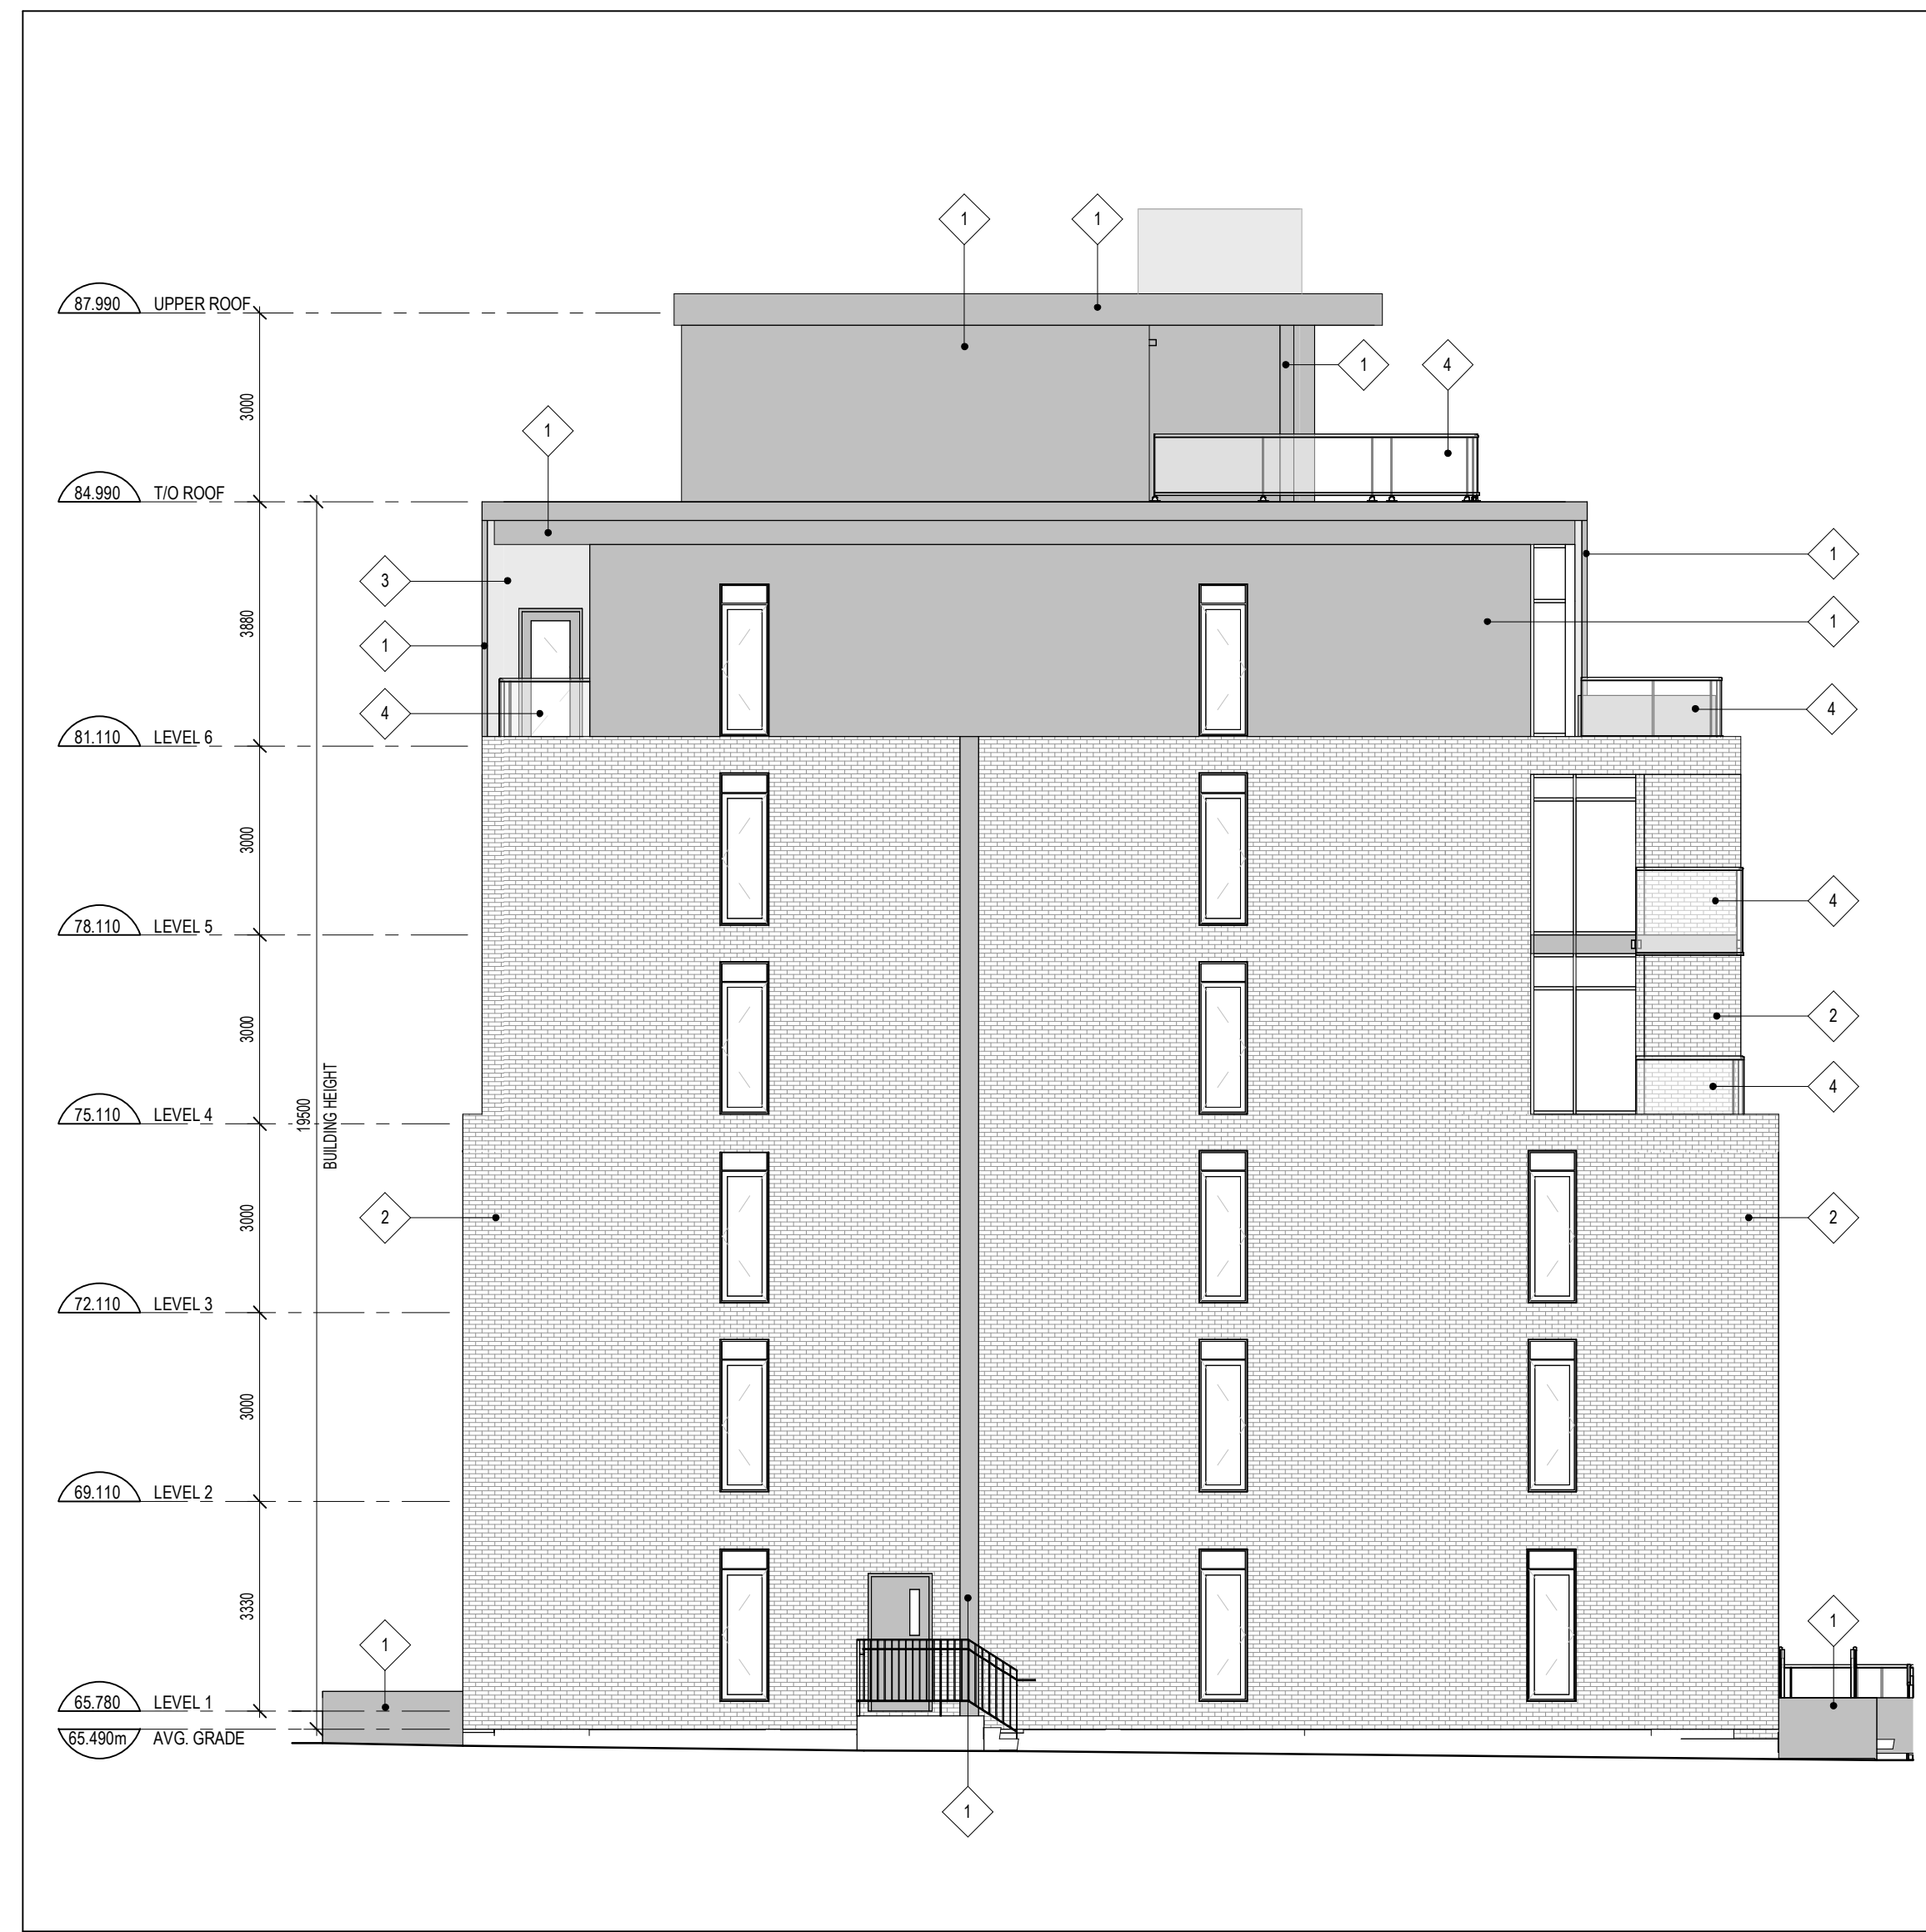 1
1
87.990 UPPER ROOF
1
4
3000
1
84.990 T/O ROOF
1
3
3880
1
1
4
4
81.110 LEVEL 6
3000
4
78.110 LEVEL 5
2
3000
4
75.110 LEVEL 4
19500
BUILDING HEIGHT
3000
2
2
72.110 LEVEL 3
3000
69.110 LEVEL 2
3330
1
1
65.780 LEVEL 1
65.490m AVG. GRADE
1